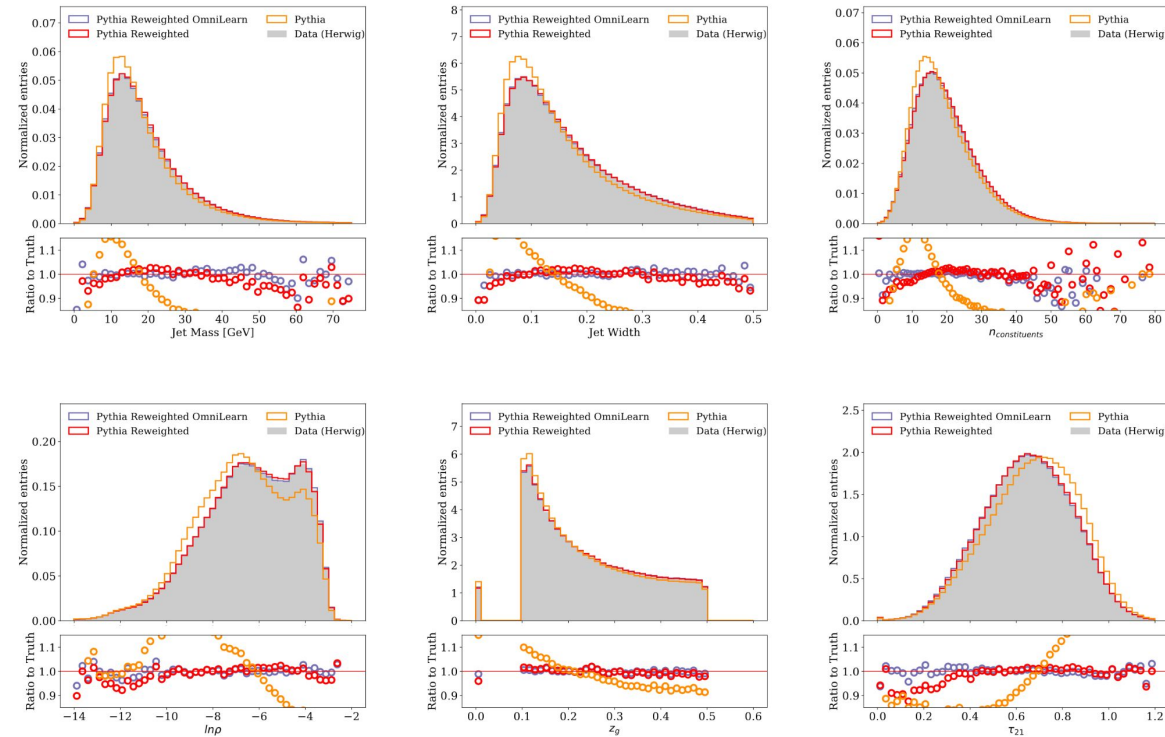 Pythia Reweighted OmniLearn
Pythia
Pythia Reweighted
Data (Herwig)
Normalized entries
0.07
0.06
0.05
0.04
0.03
0.02
0.01
0.00
Ratio to Truth
1.1
1.0
0.9
0 10 20 30 40 50 60 70
Jet Mass [GeV]
Pythia Reweighted OmniLearn
Pythia
Pythia Reweighted
Data (Herwig)
Normalized entries
8
7
6
5
4
3
2
1
0
Ratio to Truth
1.1
1.0
0.9
0.0 0.1 0.2 0.3 0.4 0.5
Jet Width
Pythia Reweighted OmniLearn
Pythia
Pythia Reweighted
Data (Herwig)
Normalized entries
0.07
0.06
0.05
0.04
0.03
0.02
0.01
0.00
Ratio to Truth
1.1
1.0
0.9
0 10 20 30 40 50 60 70 80
nconstituents
Pythia Reweighted OmniLearn
Pythia
Pythia Reweighted
Data (Herwig)
Normalized entries
0.20
0.15
0.10
0.05
0.00
Ratio to Truth
1.1
1.0
0.9
−14 −12 −10 −8 −6 −4 −2
lnρ
Pythia Reweighted OmniLearn
Pythia
Pythia Reweighted
Data (Herwig)
Normalized entries
7
6
5
4
3
2
1
0
Ratio to Truth
1.1
1.0
0.9
0.0 0.1 0.2 0.3 0.4 0.5 0.6
zg
Pythia Reweighted OmniLearn
Pythia
Pythia Reweighted
Data (Herwig)
Normalized entries
2.5
2.0
1.5
1.0
0.5
0.0
Ratio to Truth
1.1
1.0
0.9
0.0 0.2 0.4 0.6 0.8 1.0 1.2
τ21